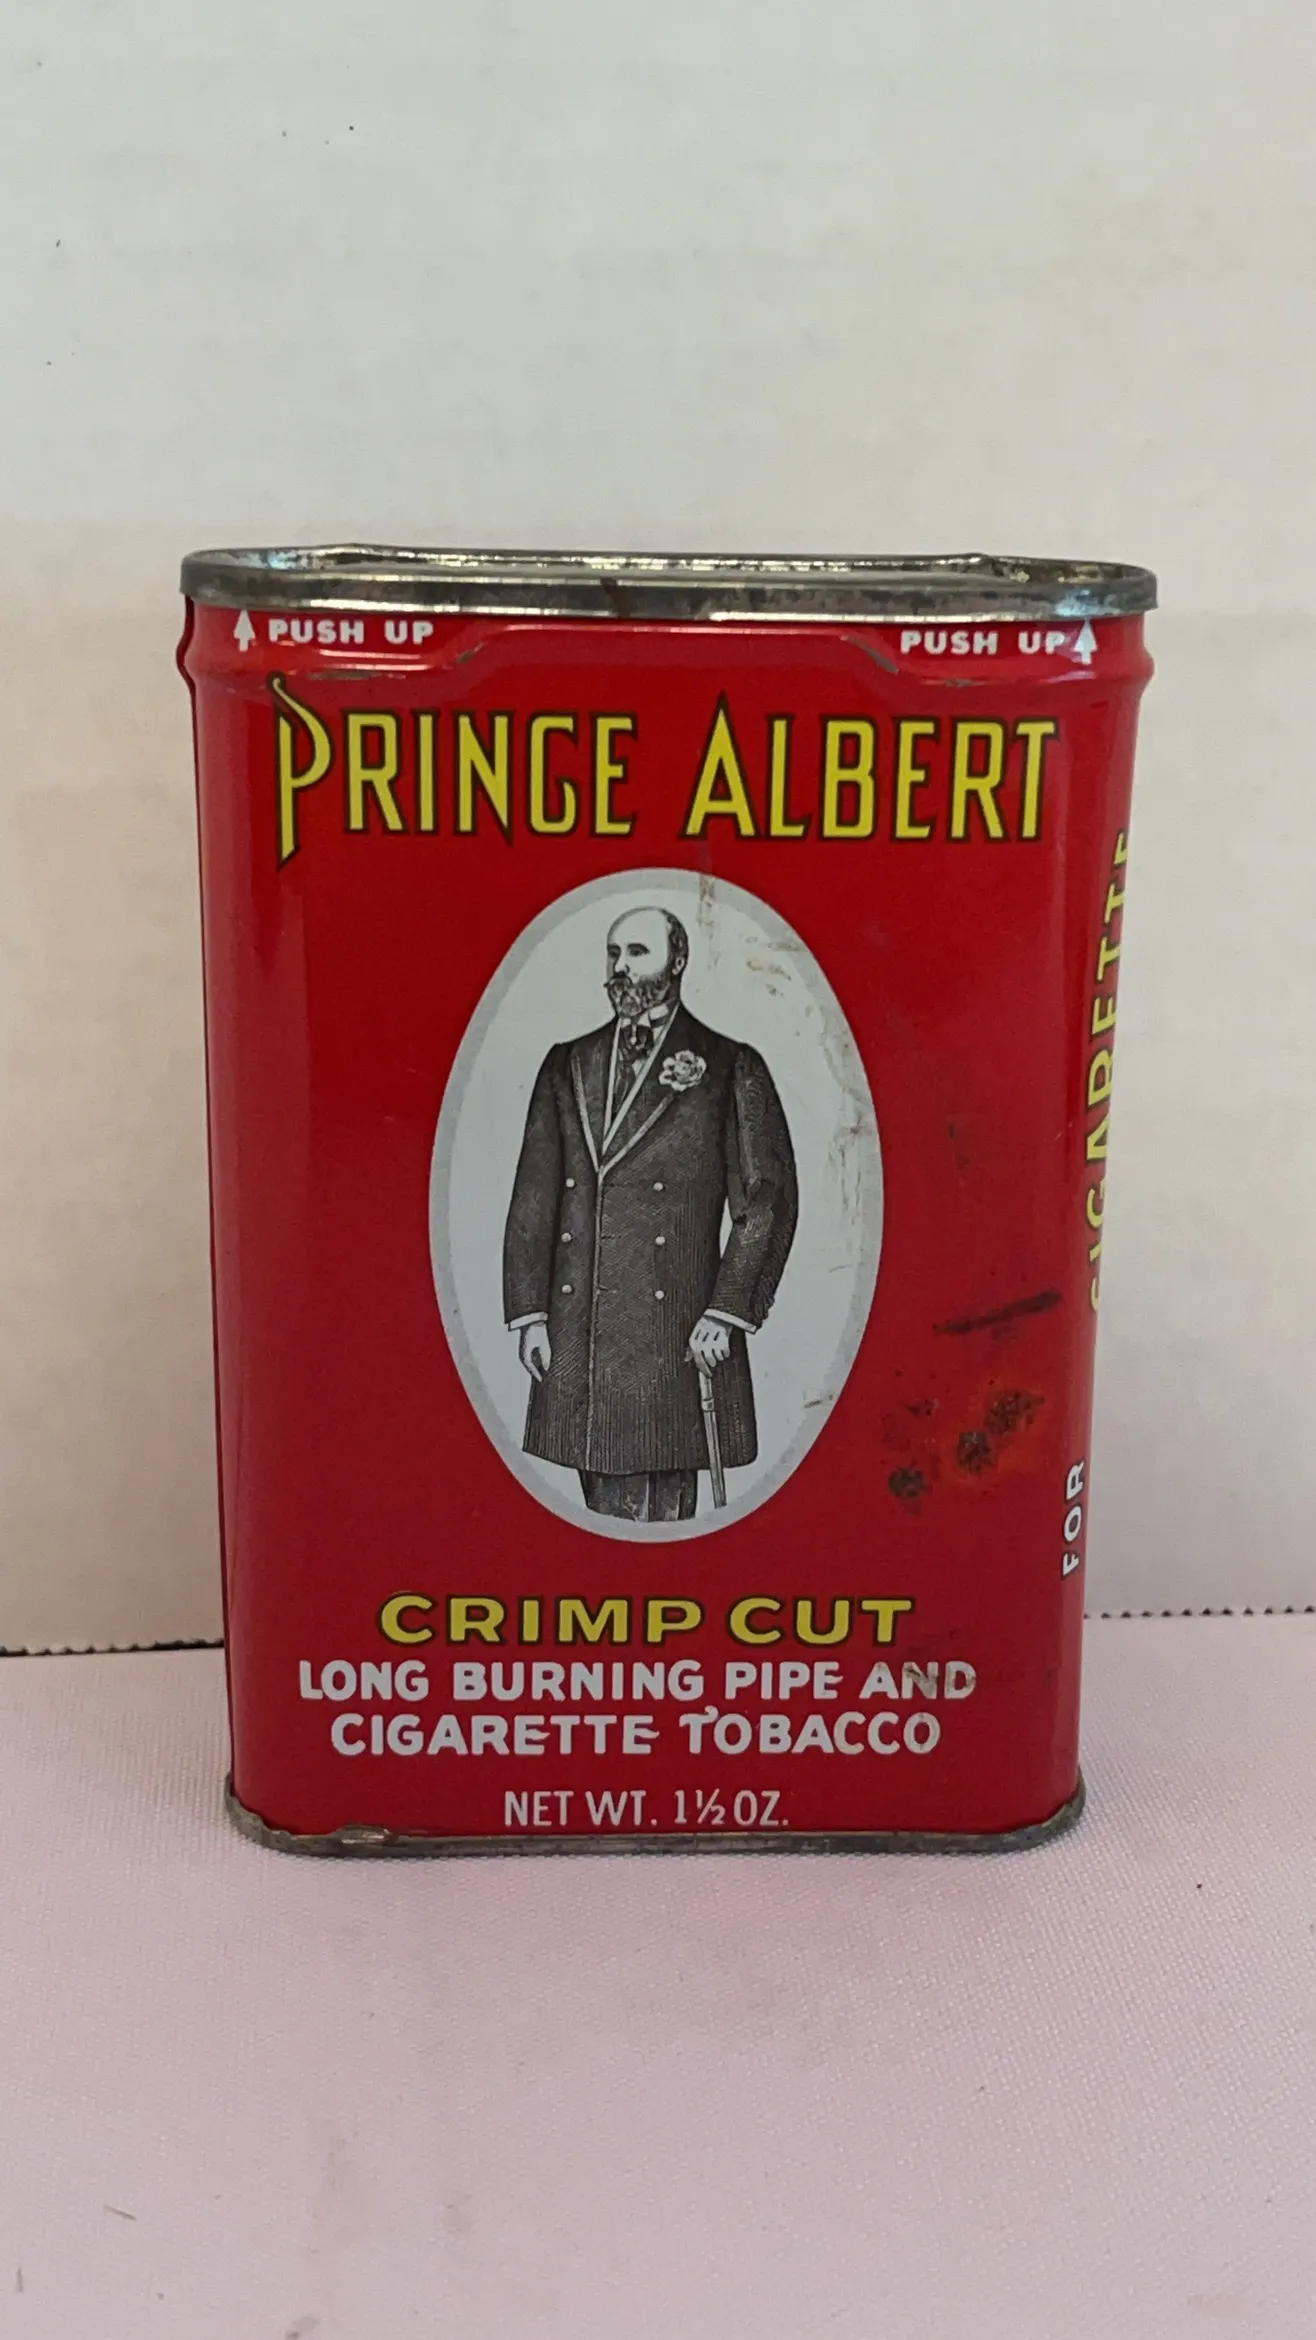 PUSH UP PUSH UP
PRINCE ALBERT
CRIMP CUT
LONG BURNING PIPE AND
CIGARETTE TOBACCO
NET WT. 1½ OZ.
FOR CIGARETTE